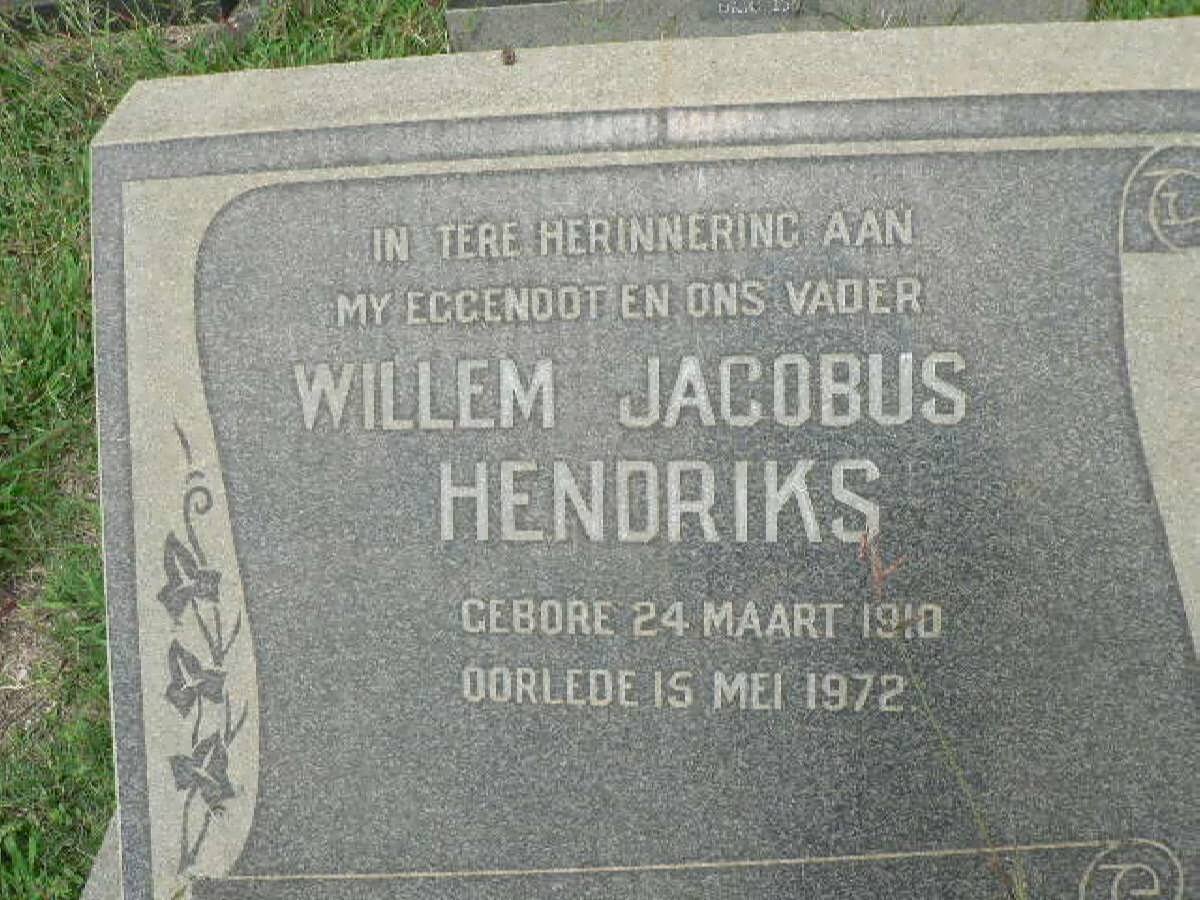 IN TERE HERINNERING AAN
MY EGGENOOT EN ONS VADER
WILLEM JACOBUS
HENDRIKS
GEBORE 24 MAART 1910
OORLEDE 15 MEI 1972.